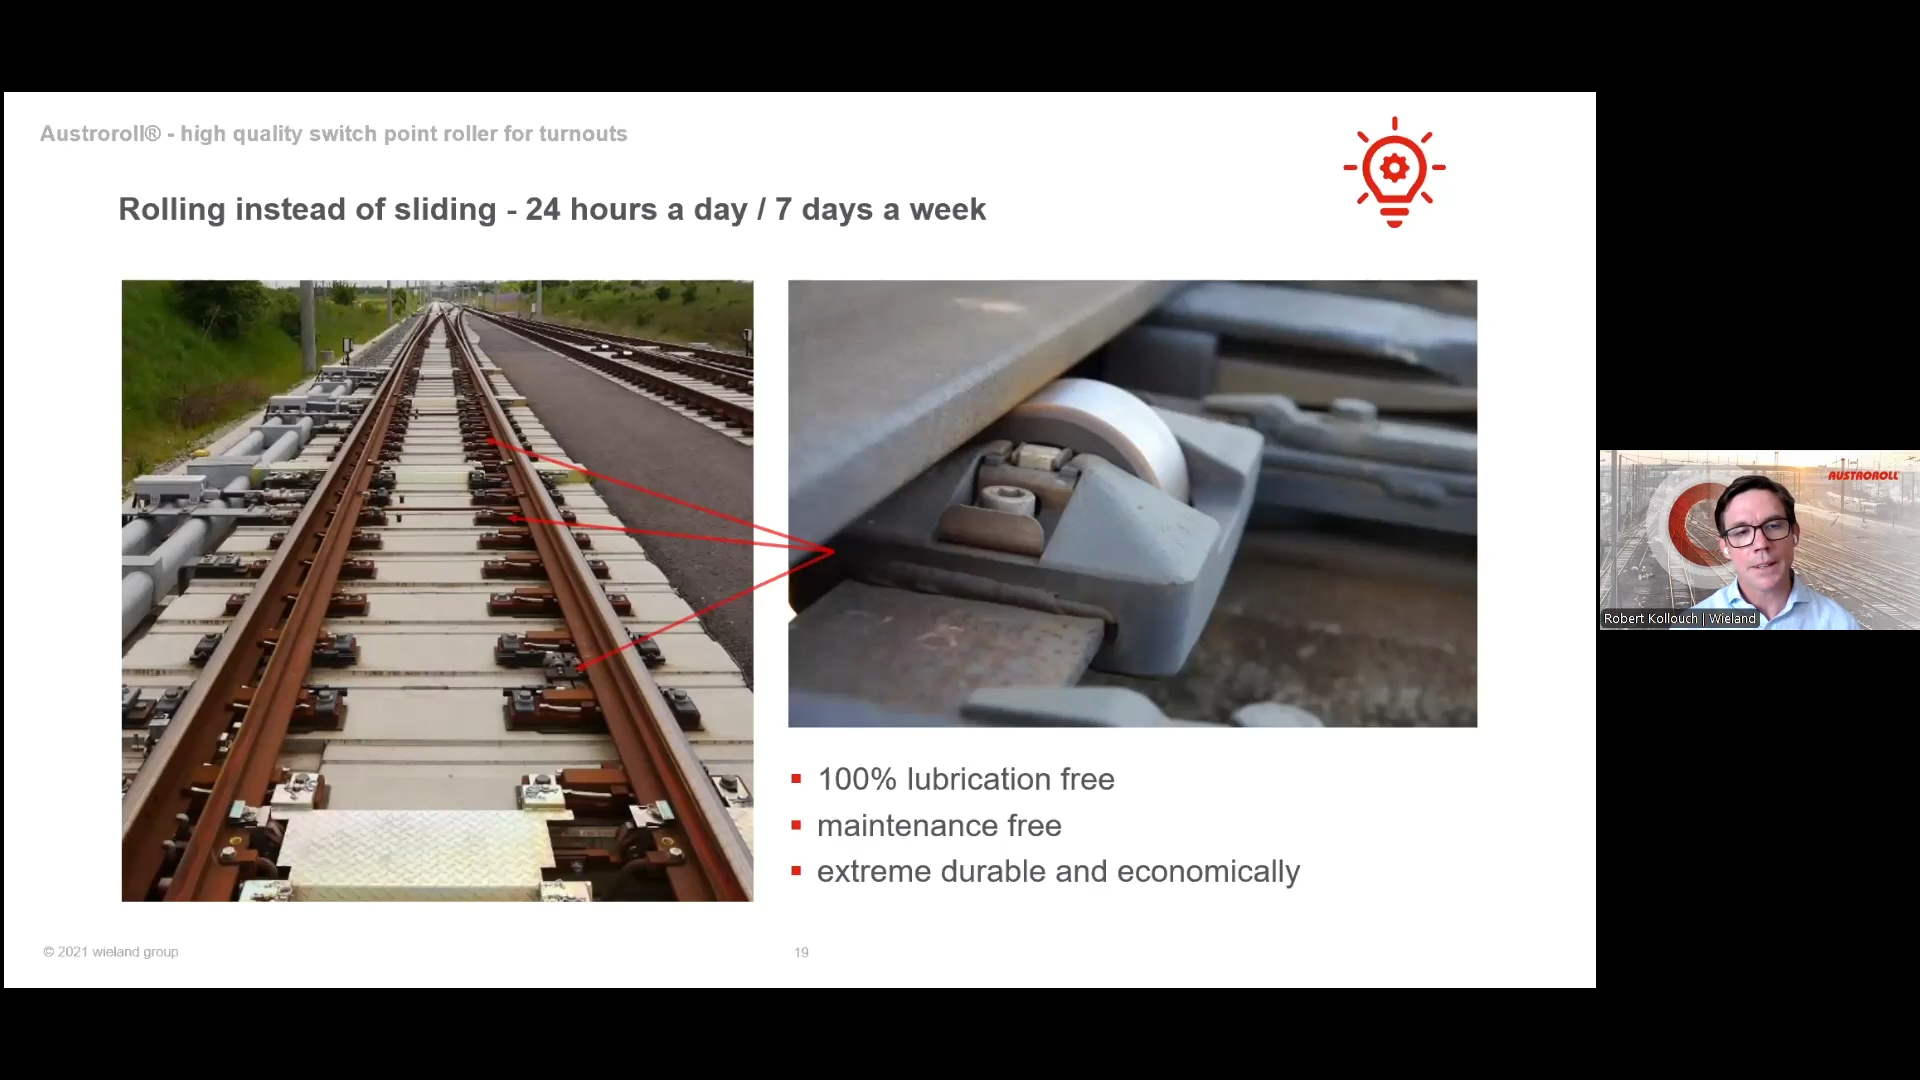 Austroroll® - high quality switch point roller for turnouts
Rolling instead of sliding - 24 hours a day / 7 days a week
100% lubrication free
maintenance free
extreme durable and economically
© 2021 wieland group
19
AUSTROROLL
Robert Kollouch | Wieland